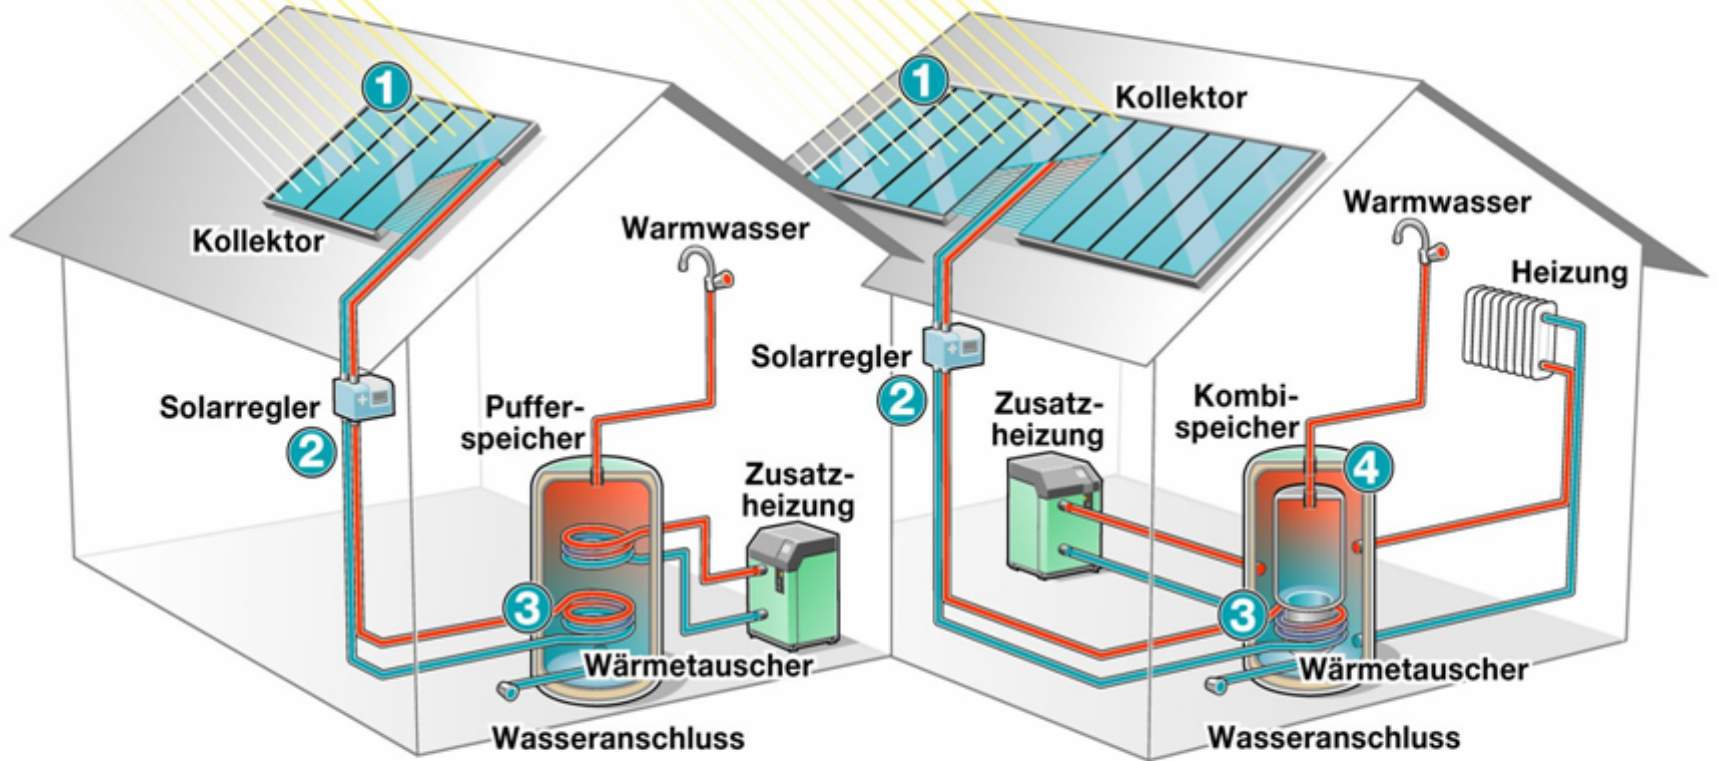 1
Kollektor
Warmwasser
Solarregler
2
Puffer-
speicher
Zusatz-
heizung
3
Wärmetauscher
Wasseranschluss
1
Kollektor
Warmwasser
Heizung
Solarregler
2
Zusatz-
heizung
Kombi-
speicher
4
3
Wärmetauscher
Wasseranschluss